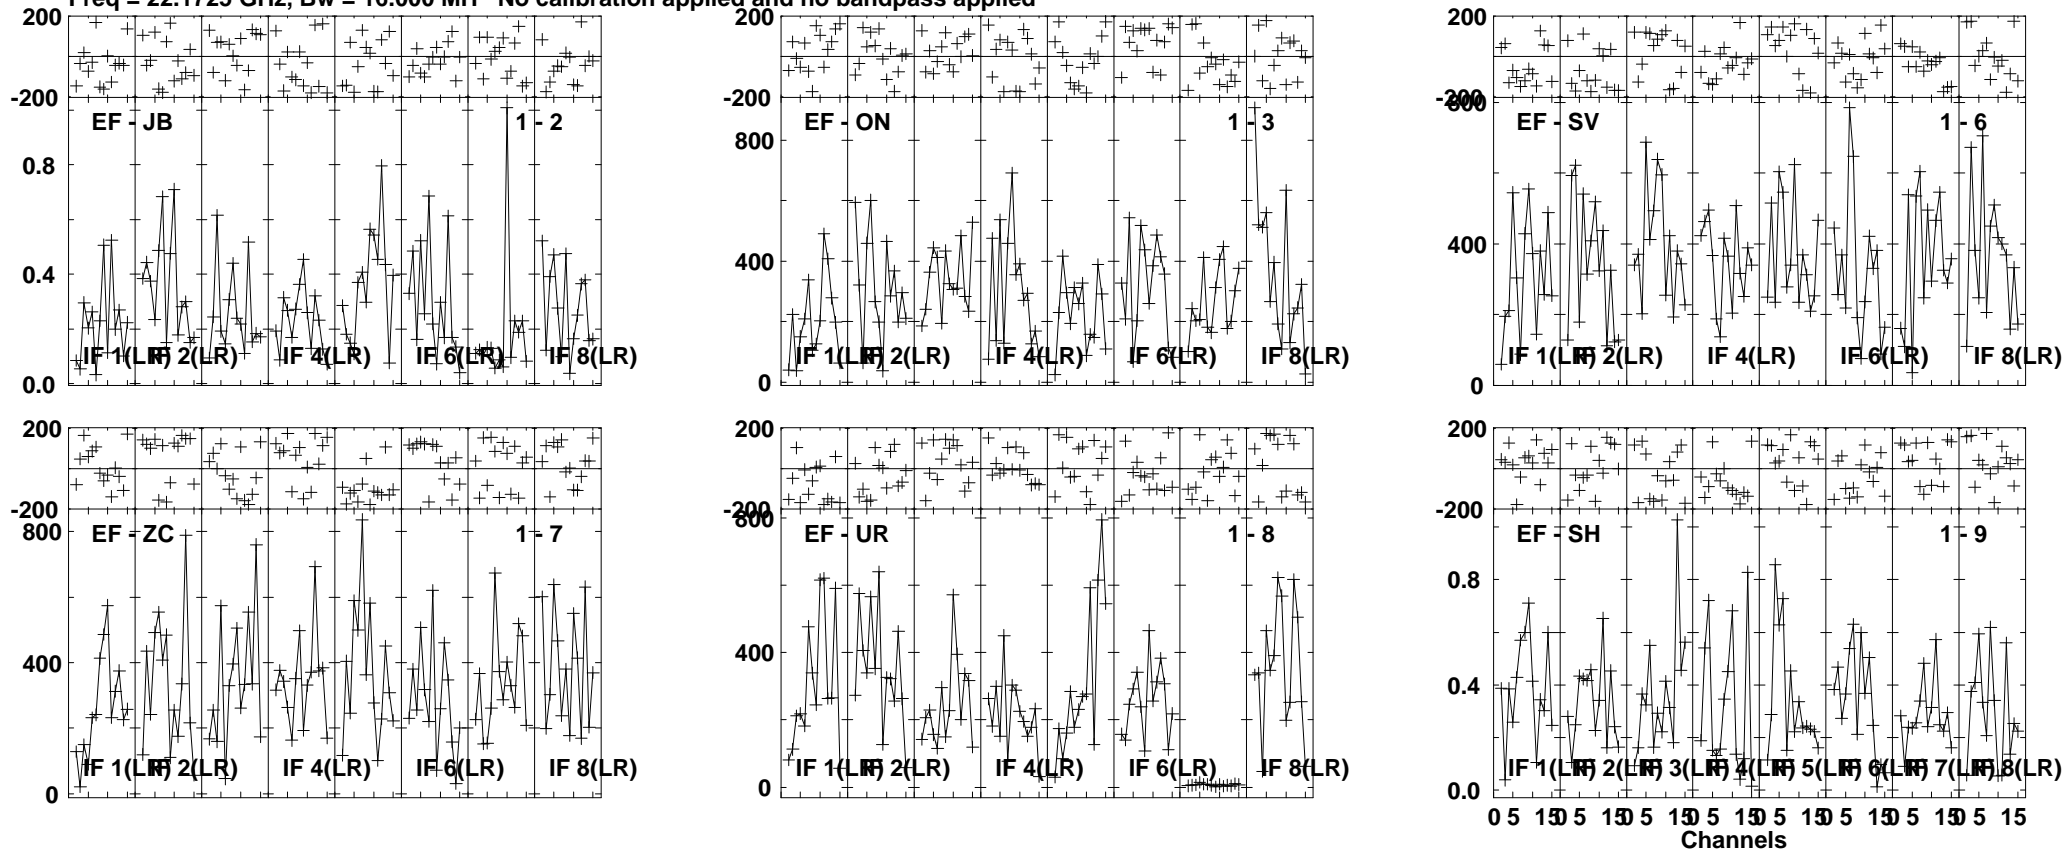 Freq = 22.1725 GHz, BW = 16.000 MH No calibration applied and no bandpass applied
200
-200
EF - JB 1 - 2
0.8
0.4
0.0
IF 1(LR) IF 2(LR) IF 4(LR) IF 6(LR) IF 8(LR)
200
-200
EF - ON 1 - 3
800
400
0
IF 1(LR) IF 2(LR) IF 4(LR) IF 6(LR) IF 8(LR)
200
-200
800
EF - SV 1 - 6
400
0
IF 1(LR) IF 2(LR) IF 4(LR) IF 6(LR) IF 8(LR)
200
-200
EF - ZC 1 - 7
800
400
0
IF 1(LR) IF 2(LR) IF 4(LR) IF 6(LR) IF 8(LR)
200
-200
800
EF - UR 1 - 8
400
0
IF 1(LR) IF 2(LR) IF 4(LR) IF 6(LR) IF 8(LR)
200
-200
EF - SH 1 - 9
0.8
0.4
0.0
IF 1(LR) IF 2(LR) IF 3(LR) IF 4(LR) IF 5(LR) IF 6(LR) IF 7(LR) IF 8(LR)
0 5 15 0 5 15 0 5 15 0 5 15 0 5 15 0 5 15 0 5 15 0 5 15
Channels